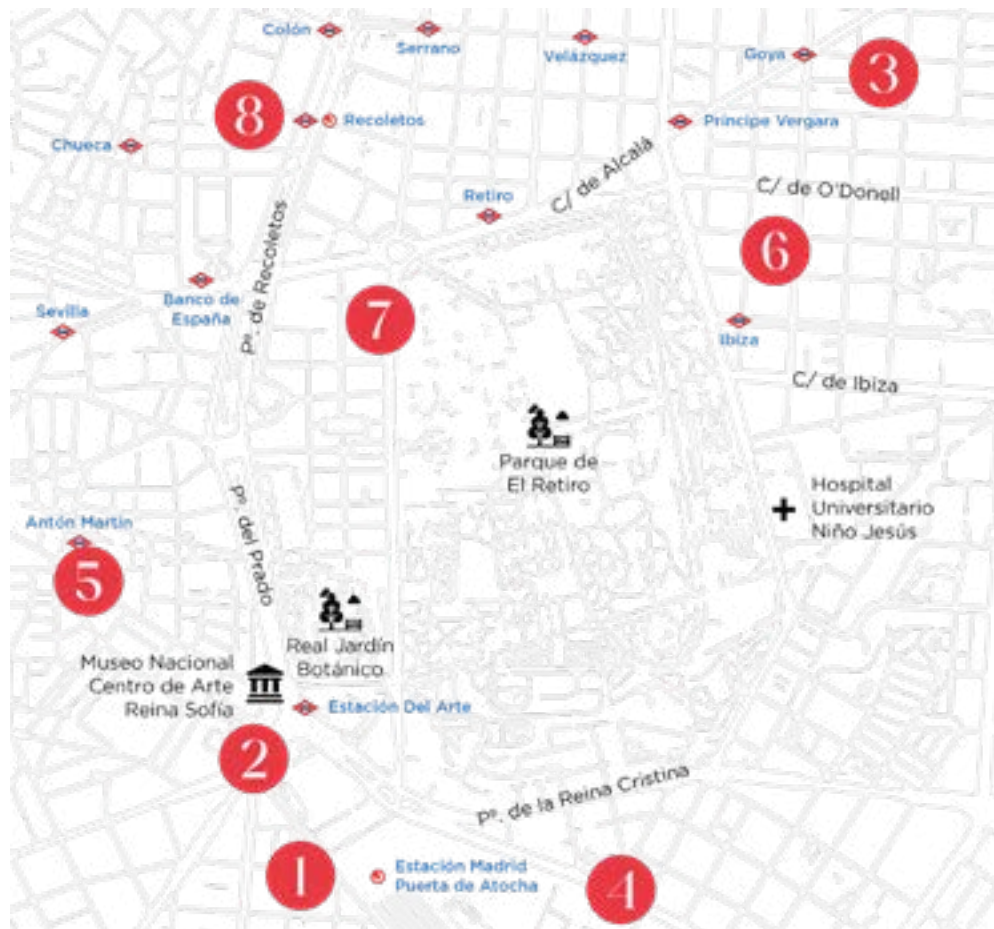 Colón
Serrano
Velázquez
Goya
3
8
Recoletos
Príncipe Vergara
Chueca
C/ de Alcalá
C/ de O'Donell
Retiro
Pº. de Recoletos
6
Banco de
España
Sevilla
7
Ibiza
C/ de Ibiza
Parque de
El Retiro
Hospital
Universitario
Niño Jesús
Pº. del Prado
Antón Martín
5
Real Jardín
Botánico
Museo Nacional
Centro de Arte
Reina Sofía
Estación Del Arte
2
Pº. de la Reina Cristina
1
Estación Madrid
Puerta de Atocha
4